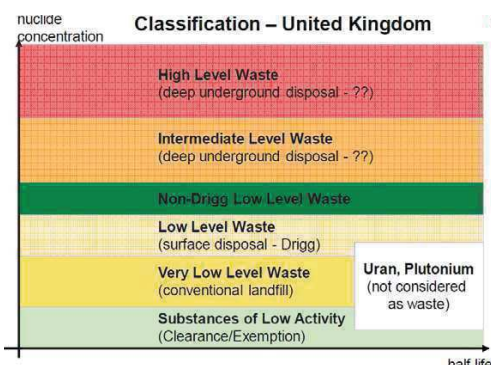 nuclide
concentration
Classification – United Kingdom
High Level Waste
(deep underground disposal - ??)
Intermediate Level Waste
(deep underground disposal - ??)
Non-Drigg Low Level Waste
Low Level Waste
(surface disposal - Drigg)
Very Low Level Waste
(conventional landfill)
Uran, Plutonium
(not considered
as waste)
Substances of Low Activity
(Clearance/Exemption)
half life